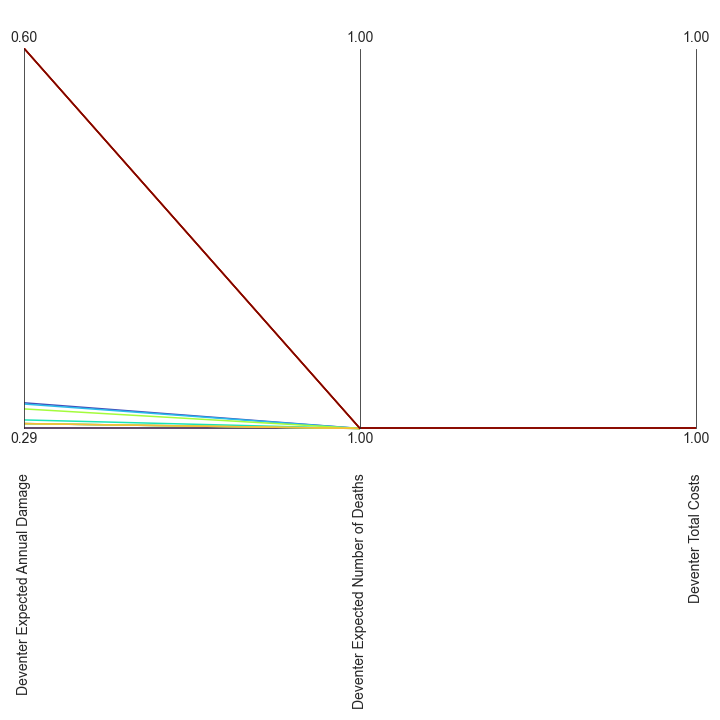 0.60
1.00
1.00
0.29
1.00
1.00
Deventer Expected Annual Damage
Deventer Expected Number of Deaths
Deventer Total Costs